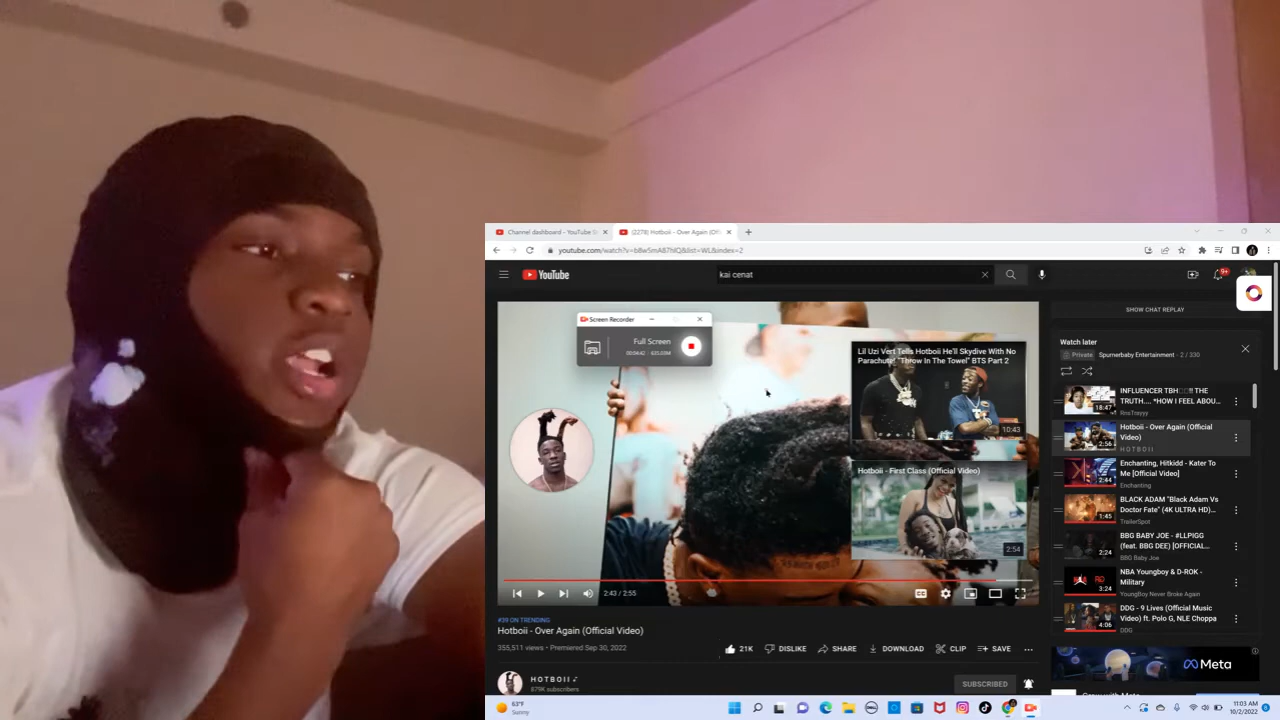 Channel dashboard - YouTube S
(2278) Hotboii - Over Again (Of
youtube.com/watch?v=
&list=WL&index=2
YouTube
kai cenat
9+
Screen Recorder
Full Screen
Lil Uzi Vert Tells Hotboii He'll Skydive With No
Parachute! "Throw In The Towel" BTS Part 2
10:43
Hotboii - First Class (Official Video)
2:54
2:43 / 2:55
CC
#39 ON TRENDING
Hotboii - Over Again (Official Video)
355,511 views • Premiered Sep 30, 2022
21K
DISLIKE
SHARE
DOWNLOAD
CLIP
SAVE
HOTBOII
879K subscribers
SUBSCRIBED
SHOW CHAT REPLAY
Watch later
Private
Spurnerbaby Entertainment - 2 / 330
INFLUENCER TBH
THE
TRUTH.... *HOW I FEEL ABOU...
18:47
Hotboii - Over Again (Official
Video)
HOTBOII
2:56
Enchanting, Hitkidd - Kater To
Me [Official Video]
Enchanting
2:44
BLACK ADAM "Black Adam Vs
Doctor Fate" (4K ULTRA HD)...
TrailerSpot
1:45
BBG BABY JOE - #LLPIGG
(feat. BBG DEE) [OFFICIAL...
BBG Baby Joe
2:24
NBA Youngboy & D-ROK -
Military
YoungBoy Never Broke Again
3:24
DDG - 9 Lives (Official Music
Video) ft. Polo G, NLE Choppa
DDG
4:06
Meta
Grow with Meta
63°F
Sunny
11:03 AM
10/2/2022